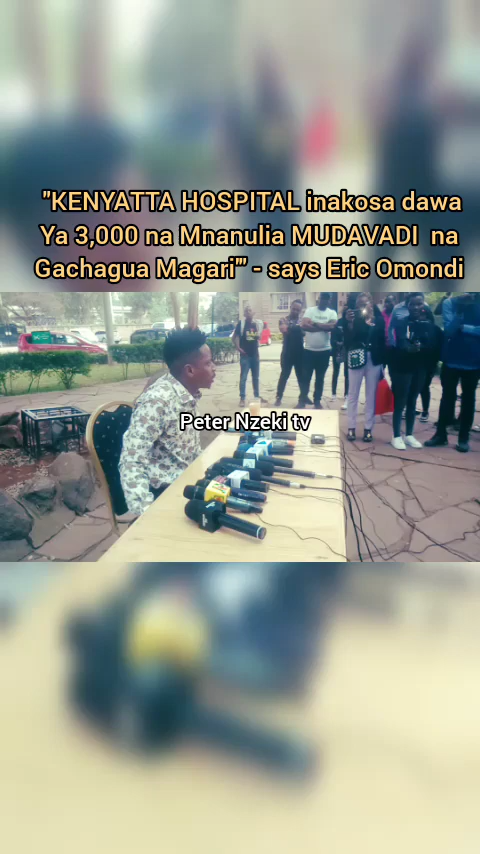 "KENYATTA HOSPITAL inakosa dawa
Ya 3,000 na Mnanulia MUDAVADI na
Gachagua Magari'" - says Eric Omondi
Peter Nzeki tv